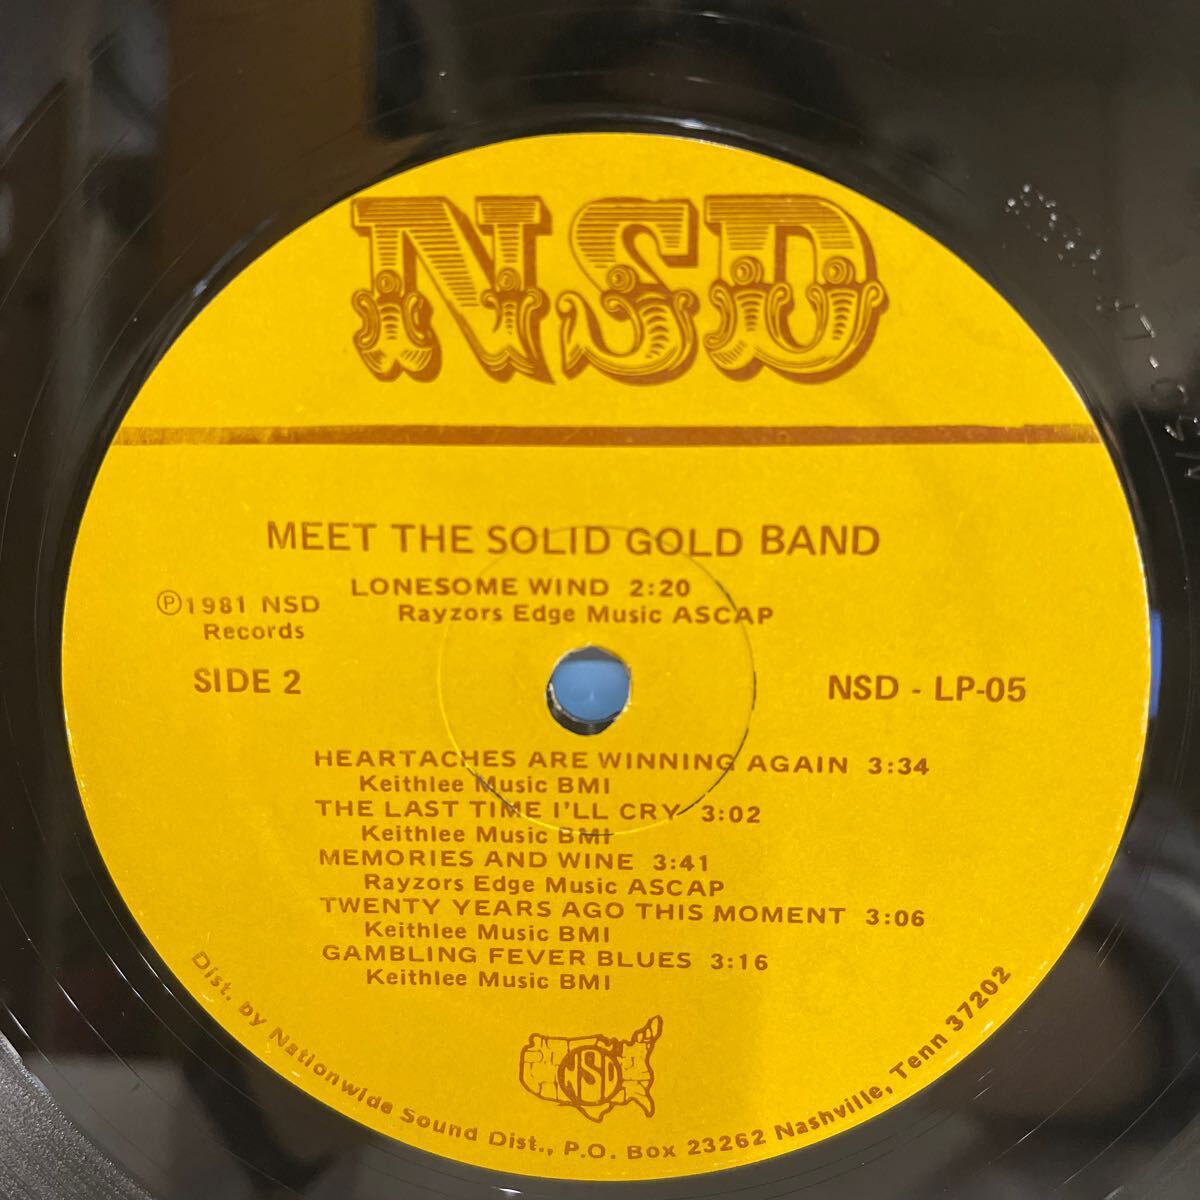 NSD
MEET THE SOLID GOLD BAND
LONESOME WIND 2:20
Rayzors Edge Music ASCAP
Ⓟ1981 NSD
Records
SIDE 2
NSD - LP-05
HEARTACHES ARE WINNING AGAIN 3:34
Keithlee Music BMI
THE LAST TIME I'LL CRY 3:02
Keithlee Music BMI
MEMORIES AND WINE 3:41
Rayzors Edge Music ASCAP
TWENTY YEARS AGO THIS MOMENT 3:06
Keithlee Music BMI
GAMBLING FEVER BLUES 3:16
Keithlee Music BMI
NSD
Dist. by Nationwide Sound Dist., P.O. Box 23262 Nashville, Tenn 37202